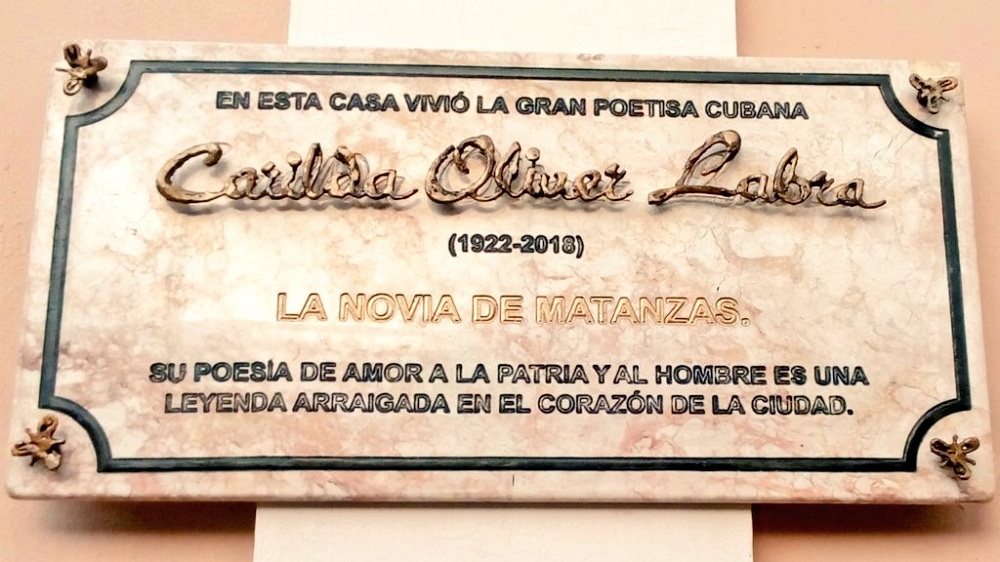 EN ESTA CASA VIVIÓ LA GRAN POETISA CUBANA
Carilda Oliver Labra
(1922-2018)
LA NOVIA DE MATANZAS.
SU POESÍA DE AMOR A LA PATRIA Y AL HOMBRE ES UNA
LEYENDA ARRAIGADA EN EL CORAZÓN DE LA CIUDAD.